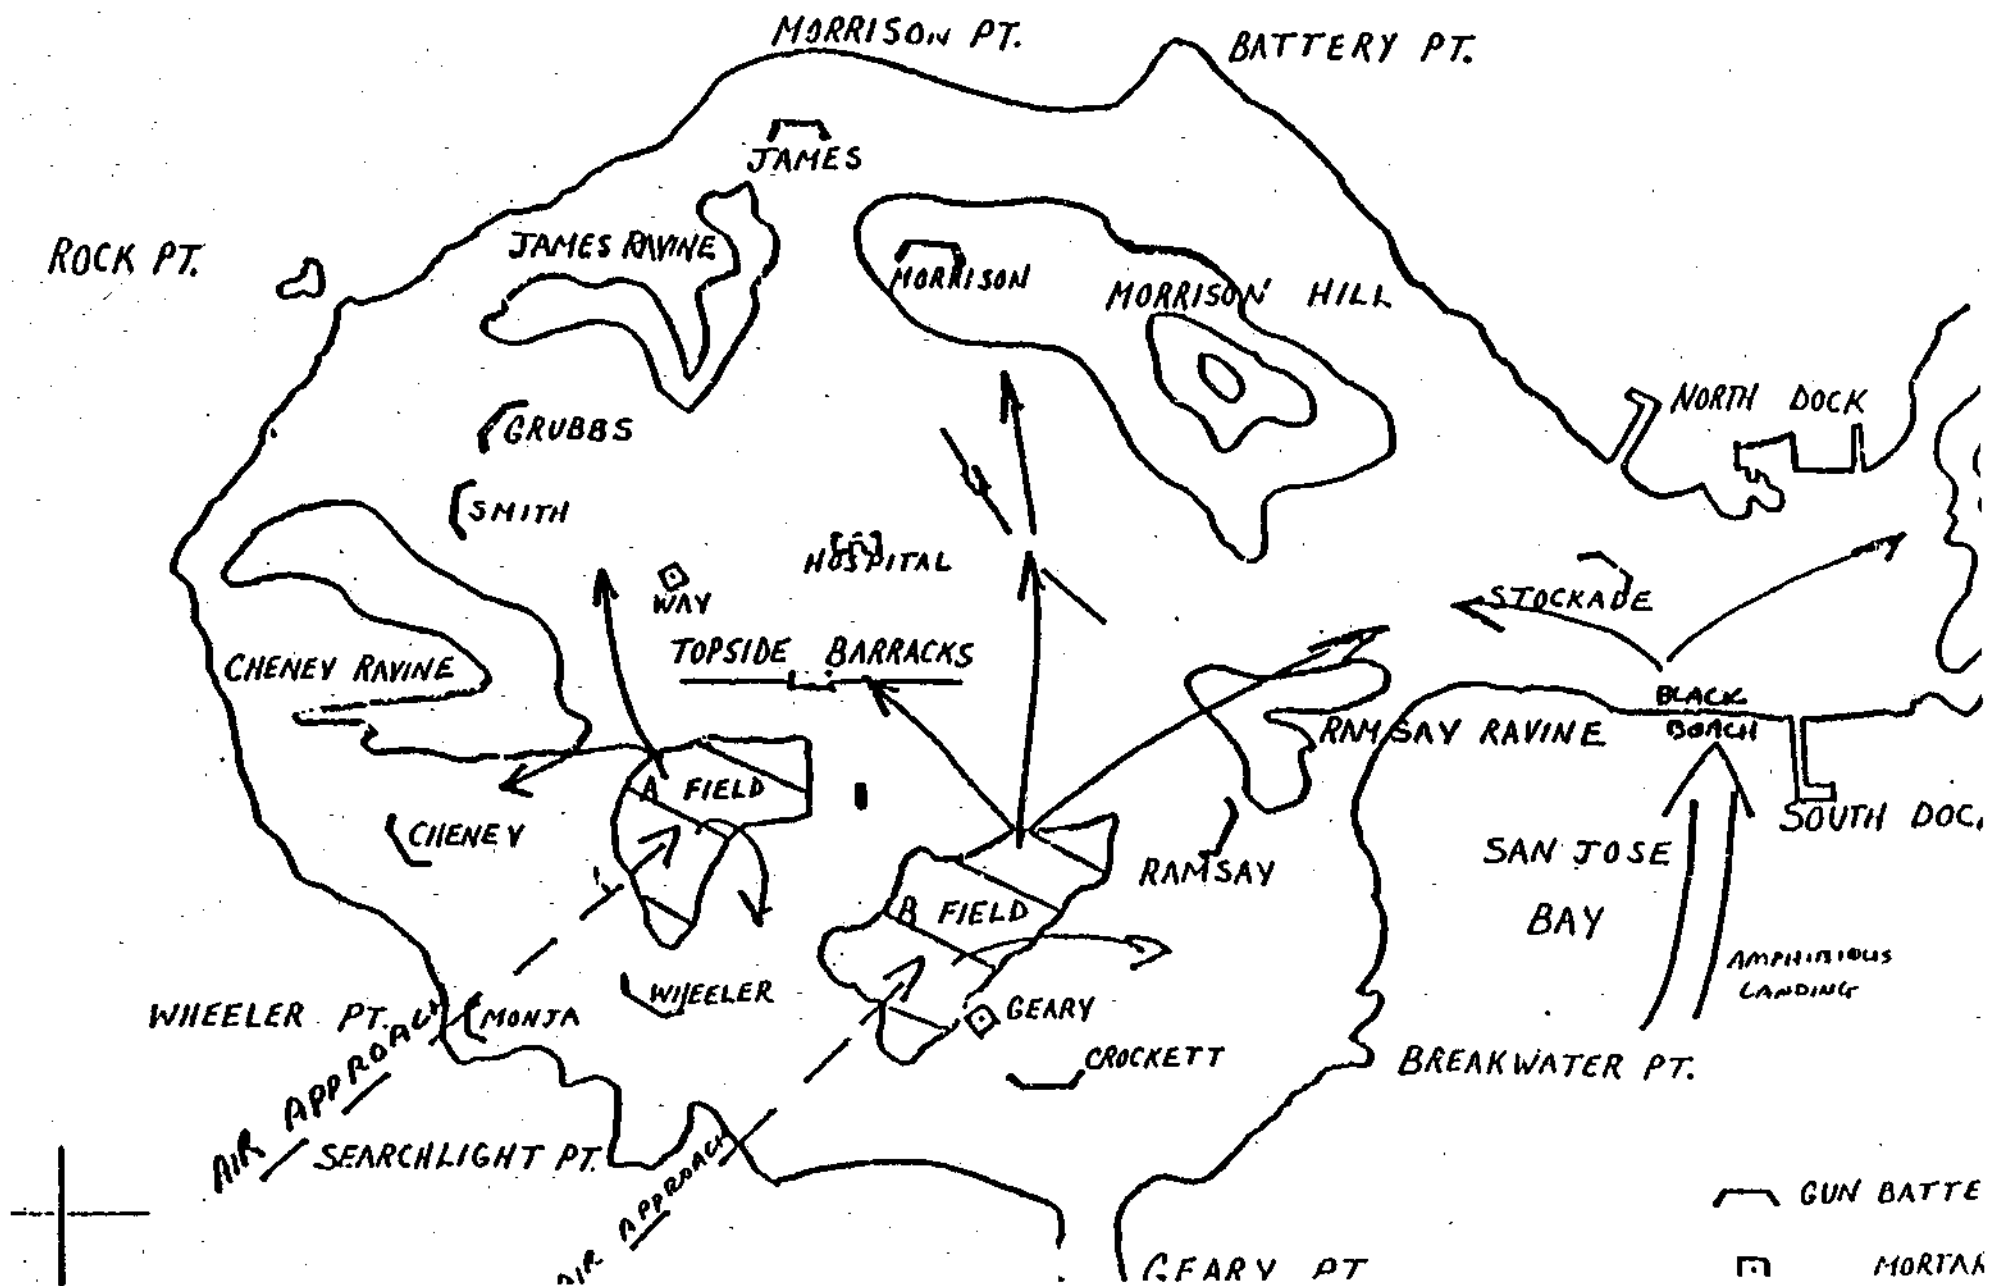 MORRISON PT.
BATTERY PT.
JAMES
ROCK PT.
JAMES RAVINE
MORRISON
MORRISON HILL
NORTH DOCK
GRUBBS
SMITH
HOSPITAL
WAY
STOCKADE
TOPSIDE BARRACKS
CHENEY RAVINE
BLACK
BEACH
RAMSAY RAVINE
A FIELD
SOUTH DOC
CHENEY
SAN JOSE
BAY
RAMSAY
B FIELD
AMPHIBIOUS
LANDING
WHEELER
WHEELER PT.
MONJA
GEARY
CROCKETT
BREAKWATER PT.
AIR APPROACH
SEARCHLIGHT PT.
AIR APPROACH
GUN BATTE
GEARY PT
MORTAR